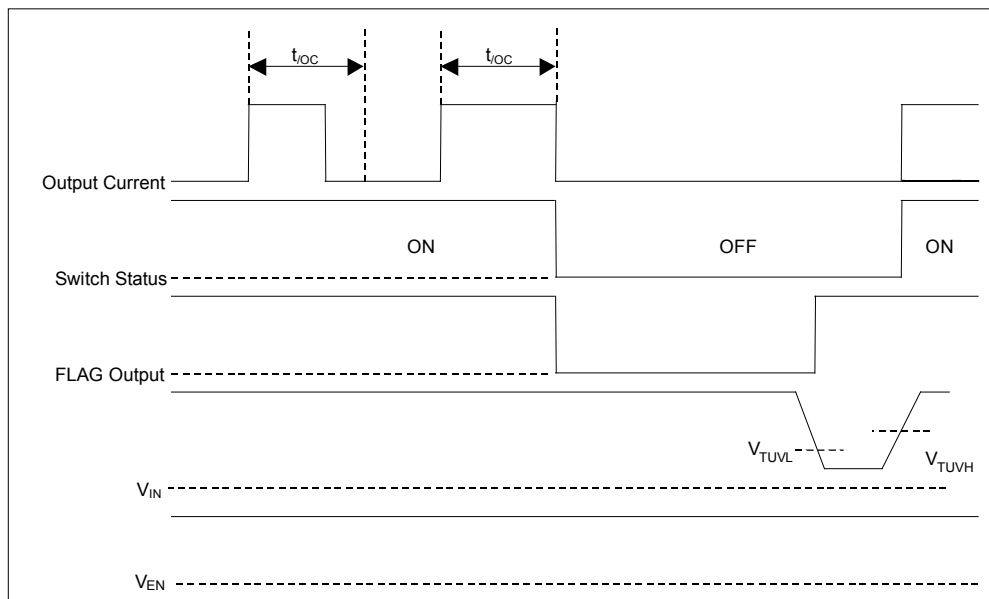 t/OC t/OC
Output Current
ON OFF ON
Switch Status
FLAG Output
VTUVL VTUVH
VIN
VEN